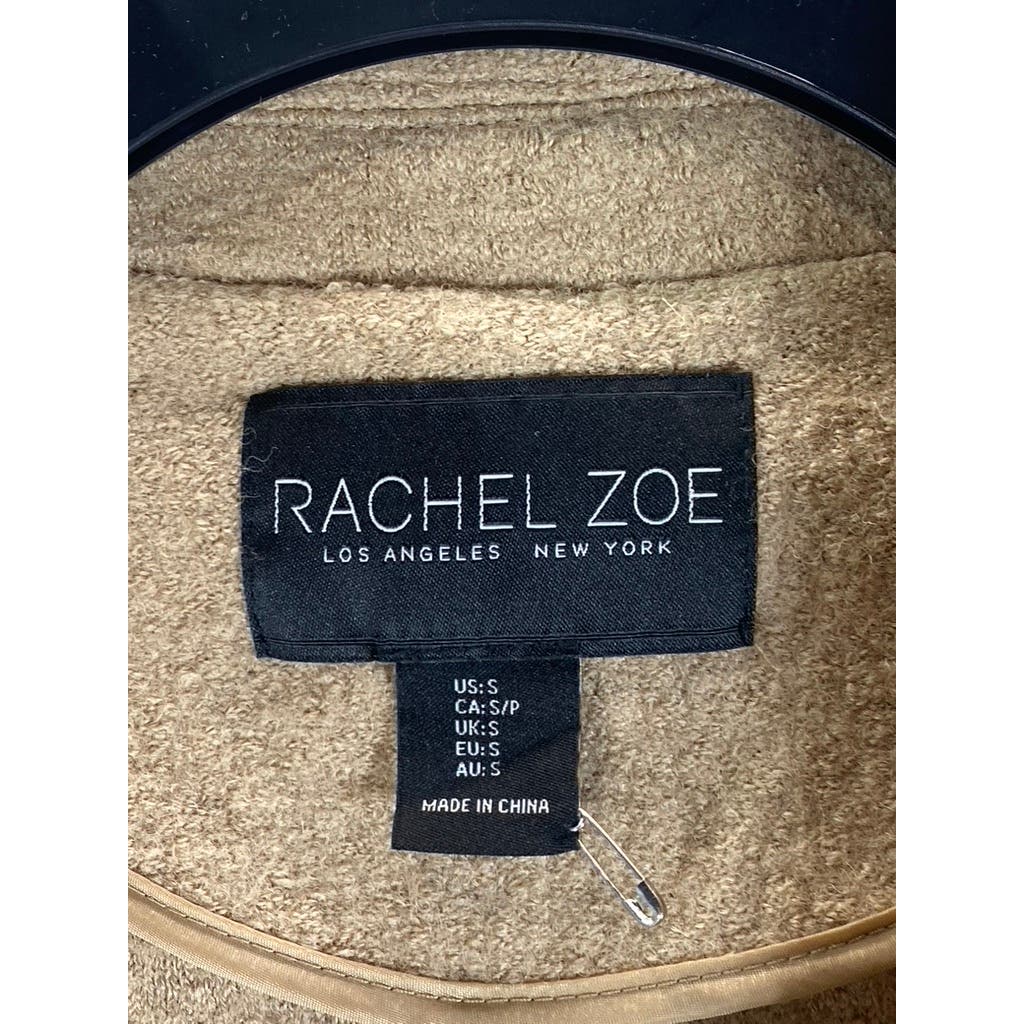 RACHEL ZOE
LOS ANGELES NEW YORK
US: S
CA: S/P
UK: S
EU: S
AU: S
MADE IN CHINA